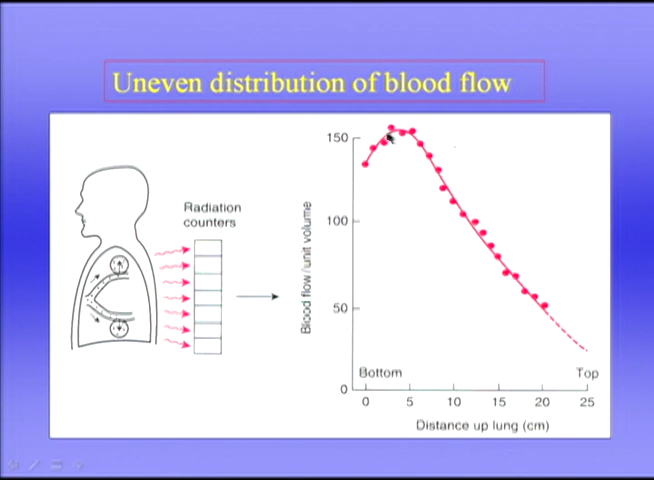 Uneven distribution of blood flow
Radiation
counters
Blood flow/unit volume
150
100
50
0
Bottom
Top
0 5 10 15 20 25
Distance up lung (cm)